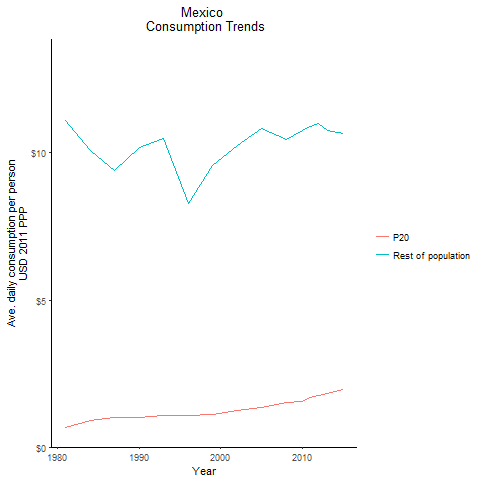 Mexico
Consumption Trends
Ave. daily consumption per person
USD 2011 PPP
$10
$5
$0
1980
1990
2000
2010
Year
P20
Rest of population